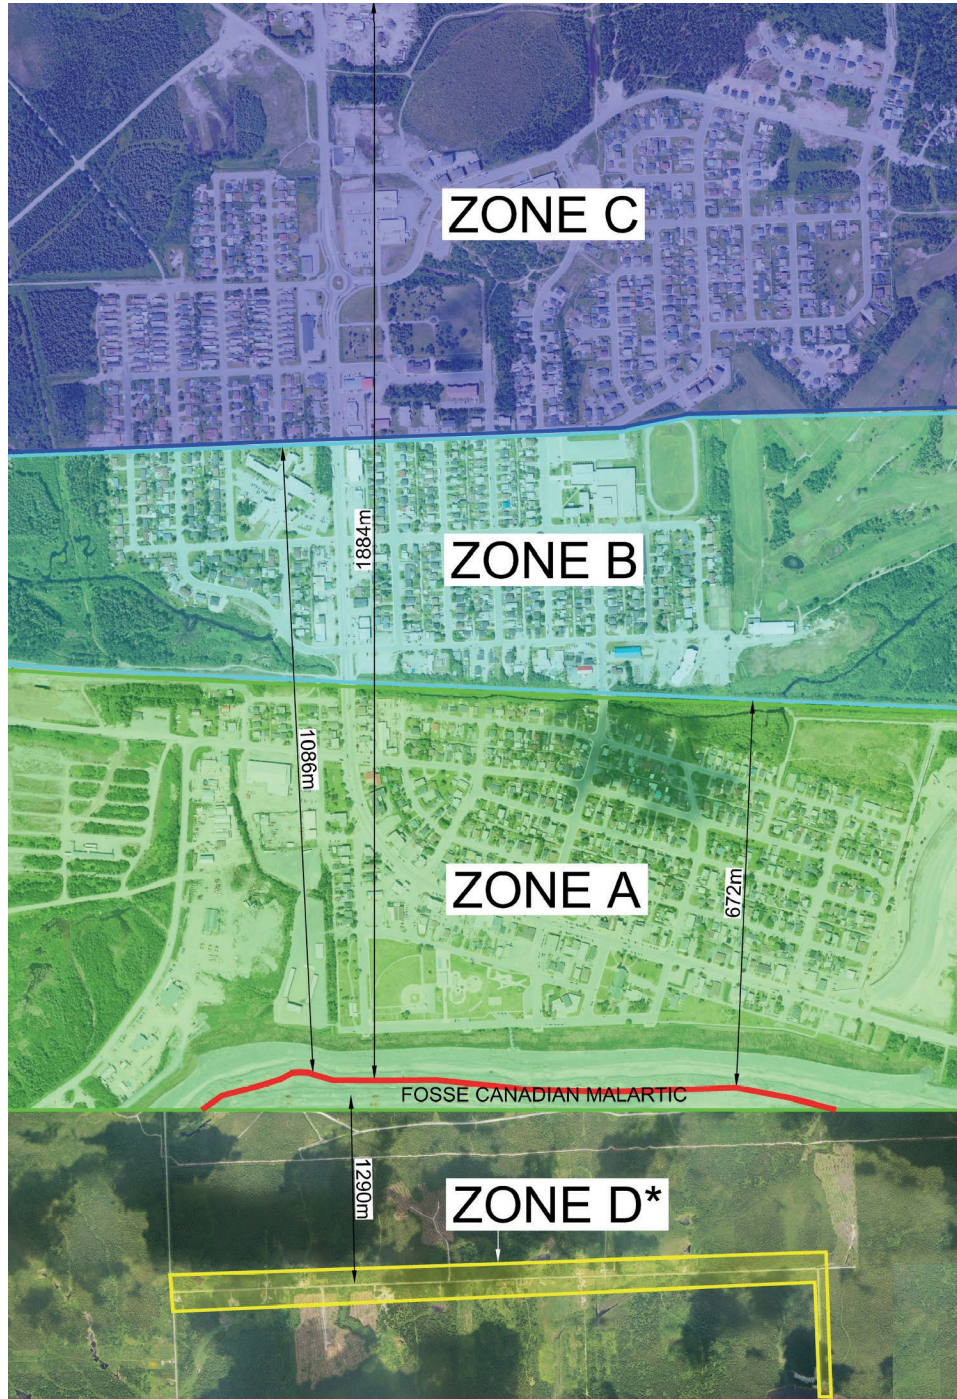 ZONE C
1884m
ZONE B
1086m
ZONE A
672m
FOSSE CANADIAN MALARTIC
1290m
ZONE D*